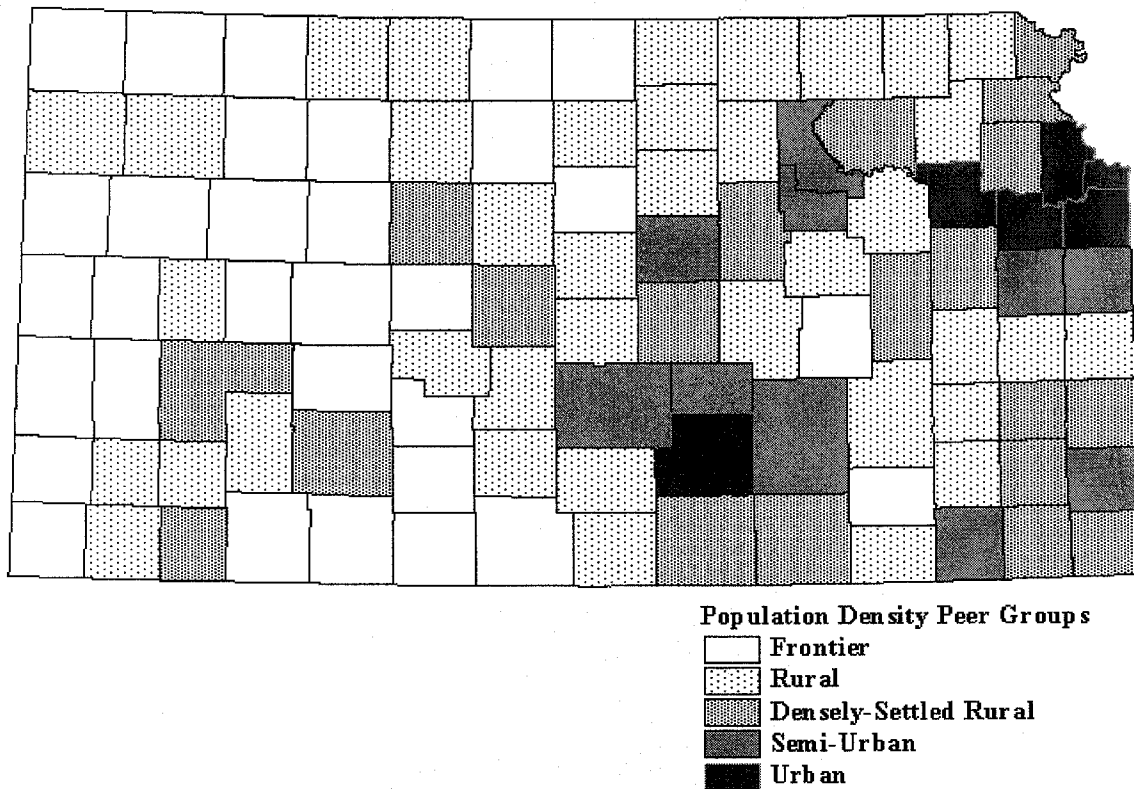 Population Density Peer Groups
Frontier
Rural
Densely-Settled Rural
Semi-Urban
Urban